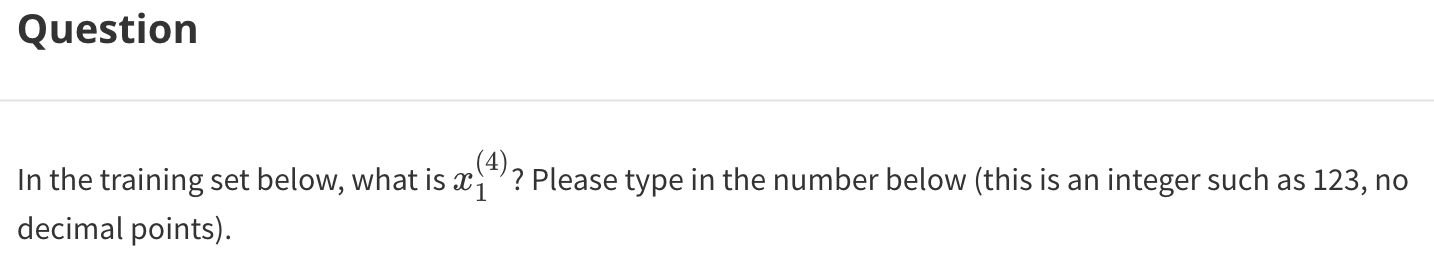 Question
In the training set below, what is $x_1^{(4)}$? Please type in the number below (this is an integer such as 123, no
decimal points).